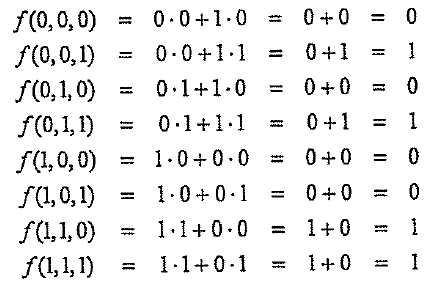 f(0,0,0) = 0·0+1·0 = 0+0 = 0
f(0,0,1) = 0·0+1·1 = 0+1 = 1
f(0,1,0) = 0·1+1·0 = 0+0 = 0
f(0,1,1) = 0·1+1·1 = 0+1 = 1
f(1,0,0) = 1·0+0·0 = 0+0 = 0
f(1,0,1) = 1·0+0·1 = 0+0 = 0
f(1,1,0) = 1·1+0·0 = 1+0 = 1
f(1,1,1) = 1·1+0·1 = 1+0 = 1